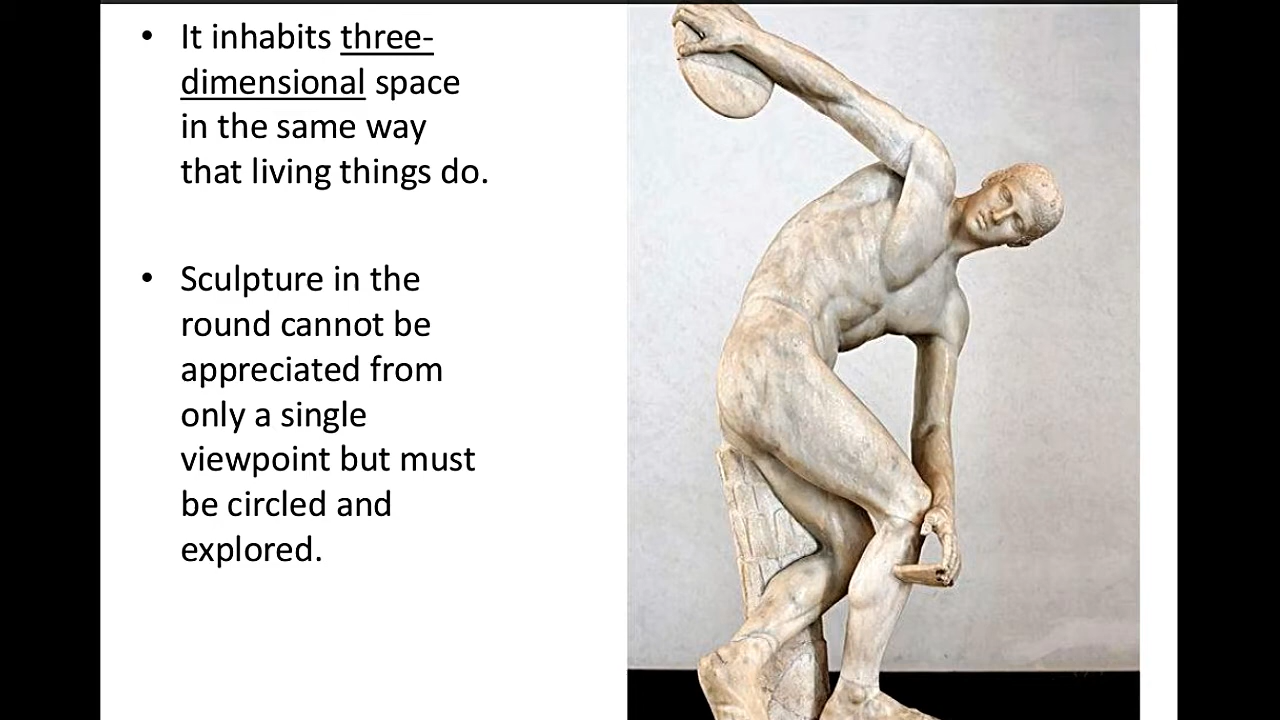 • It inhabits three-
dimensional space
in the same way
that living things do.
• Sculpture in the
round cannot be
appreciated from
only a single
viewpoint but must
be circled and
explored.